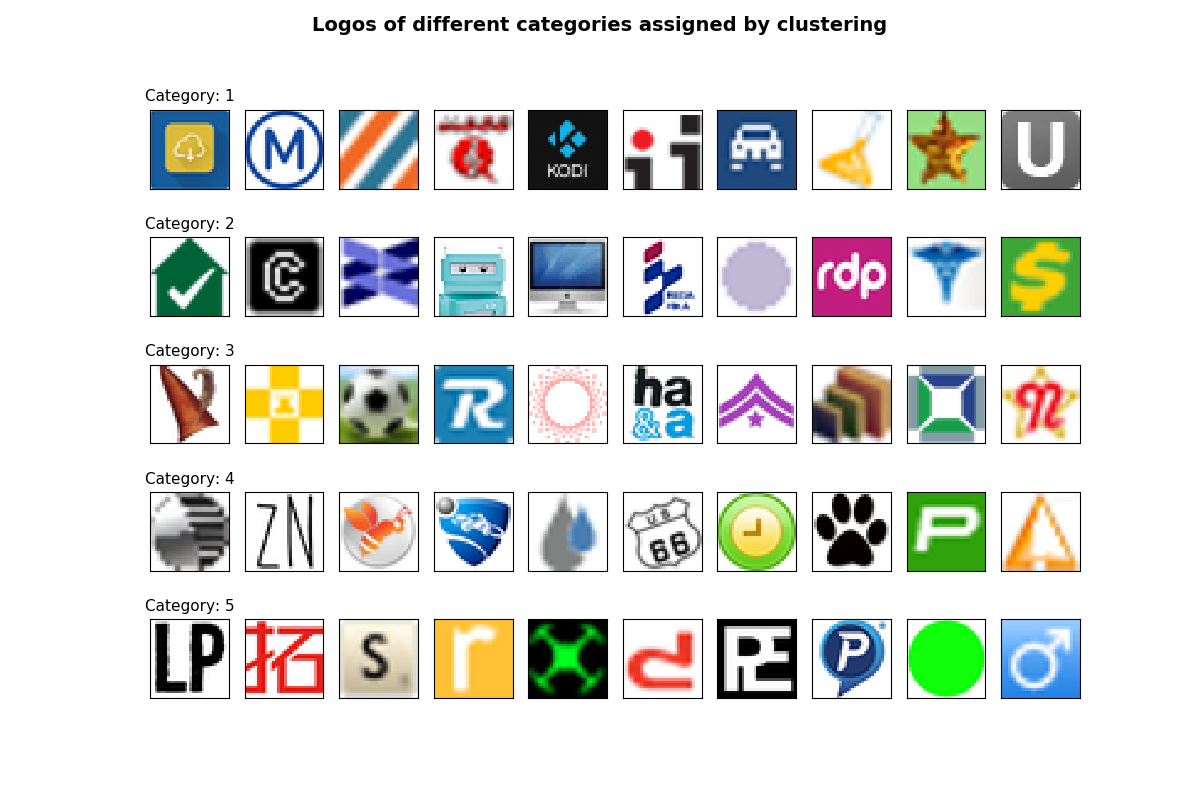 Logos of different categories assigned by clustering
Category: 1
M
KODI
U
Category: 2
C
rdp
$
Category: 3
R
ha
&a
n
Category: 4
ZN
U S
66
P
Category: 5
LP
拓
S
r
d
PE
P